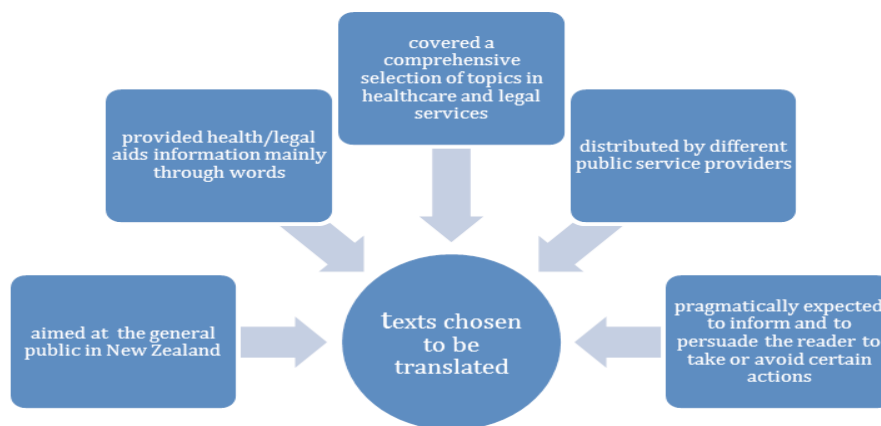 covered a
comprehensive
selection of topics in
healthcare and legal
services
provided health/legal
aids information mainly
through words
distributed by different
public service providers
aimed at the general
public in New Zealand
texts chosen
to be
translated
pragmatically expected
to inform and to
persuade the reader to
take or avoid certain
actions